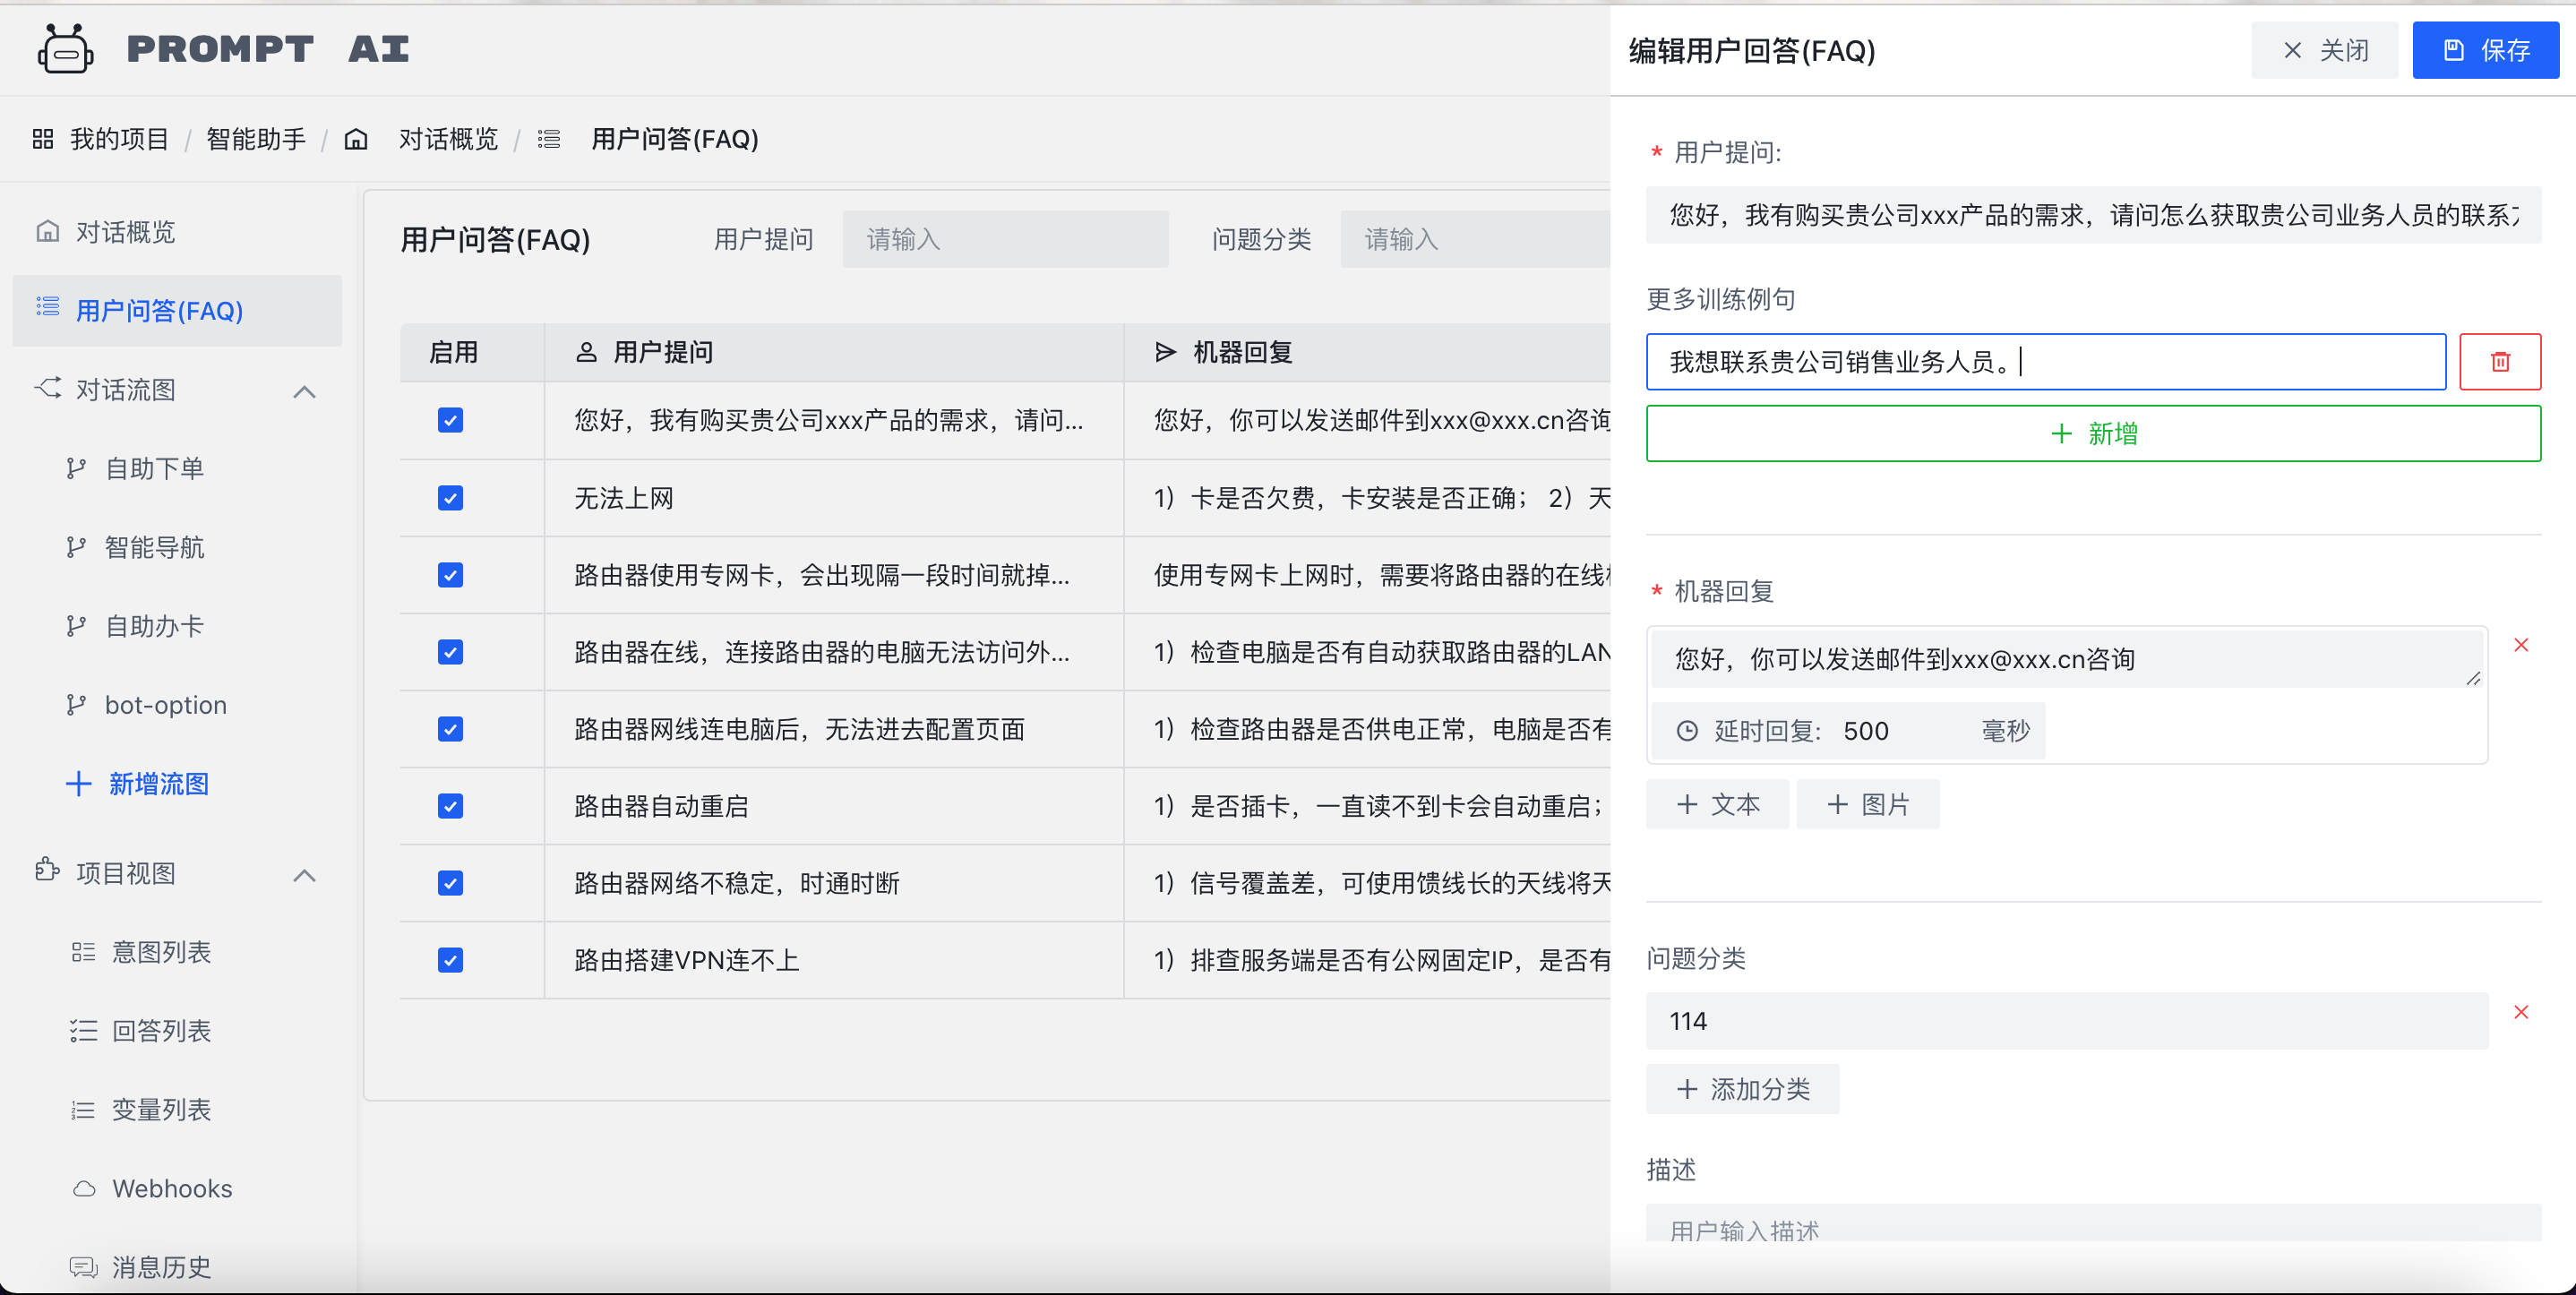 PROMPT AI
我的项目 / 智能助手 / 对话概览 / 用户问答(FAQ)
对话概览
用户问答(FAQ)
对话流图
自助下单
智能导航
自助办卡
bot-option
新增流图
项目视图
意图列表
回答列表
变量列表
Webhooks
消息历史
用户问答(FAQ) 用户提问 请输入 问题分类 请输入
启用 用户提问 机器回复
您好，我有购买贵公司xxx产品的需求，请问... 您好，你可以发送邮件到xxx@xxx.cn咨询
无法上网 1）卡是否欠费，卡安装是否正确； 2）天
路由器使用专网卡，会出现隔一段时间就掉... 使用专网卡上网时，需要将路由器的在线
路由器在线，连接路由器的电脑无法访问外... 1）检查电脑是否有自动获取路由器的LAN
路由器网线连电脑后，无法进去配置页面 1）检查路由器是否供电正常，电脑是否有
路由器自动重启 1）是否插卡，一直读不到卡会自动重启；
路由器网络不稳定，时通时断 1）信号覆盖差，可使用馈线长的天线将天
路由搭建VPN连不上 1）排查服务端是否有公网固定IP，是否有
编辑用户回答(FAQ) 关闭 保存
* 用户提问:
您好，我有购买贵公司xxx产品的需求，请问怎么获取贵公司业务人员的联系
更多训练例句
我想联系贵公司销售业务人员。
新增
* 机器回复
您好，你可以发送邮件到xxx@xxx.cn咨询
延时回复: 500 毫秒
文本 图片
问题分类
114
添加分类
描述
用户输入描述